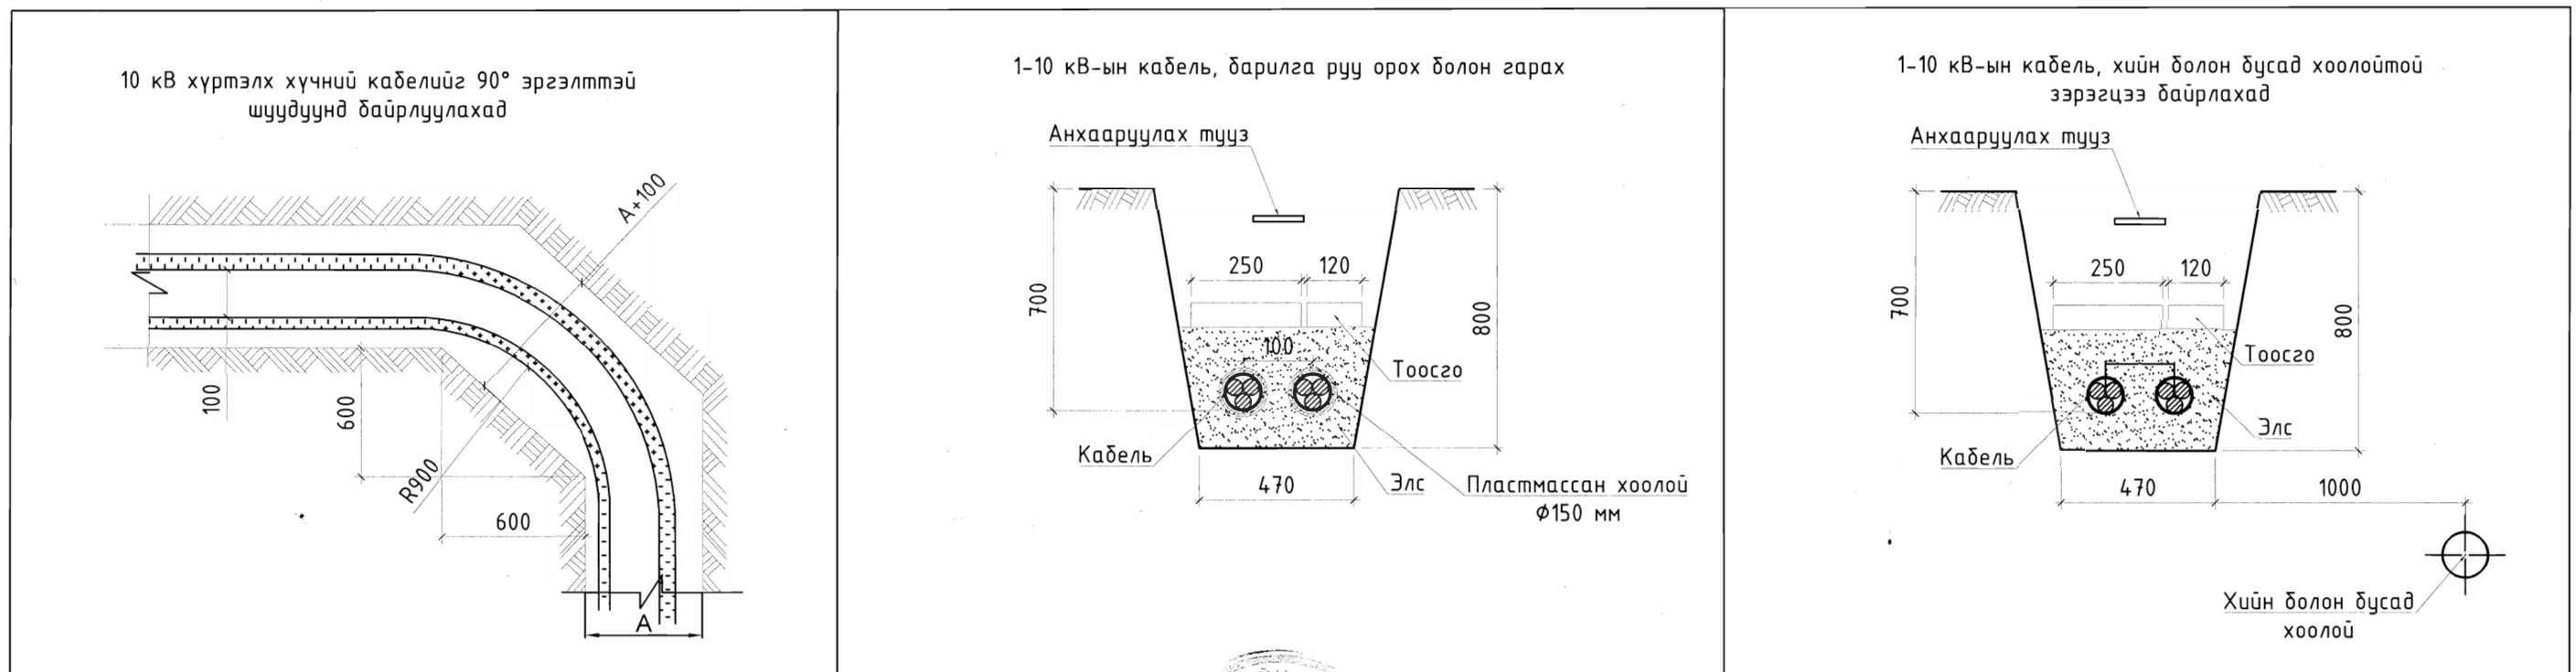 10 кВ хүртэлх хүчний кабелийг 90° эргэлттэй
шуудуунд байрлуулахад
А+100
100
600
R900
600
А
1-10 кВ-ын кабель, барилга руу орох болон гарах
Анхааруулах тууз
250
120
700
800
100
Тоосго
Кабель
470
Элс
Пластмассан хоолой
Ф150 мм
1-10 кВ-ын кабель, хийн болон бусад хоолойтой
зэрэгцээ байрлахад
Анхааруулах тууз
250
120
700
800
Тоосго
Элс
Кабель
470
1000
Хийн болон бусад
хоолой